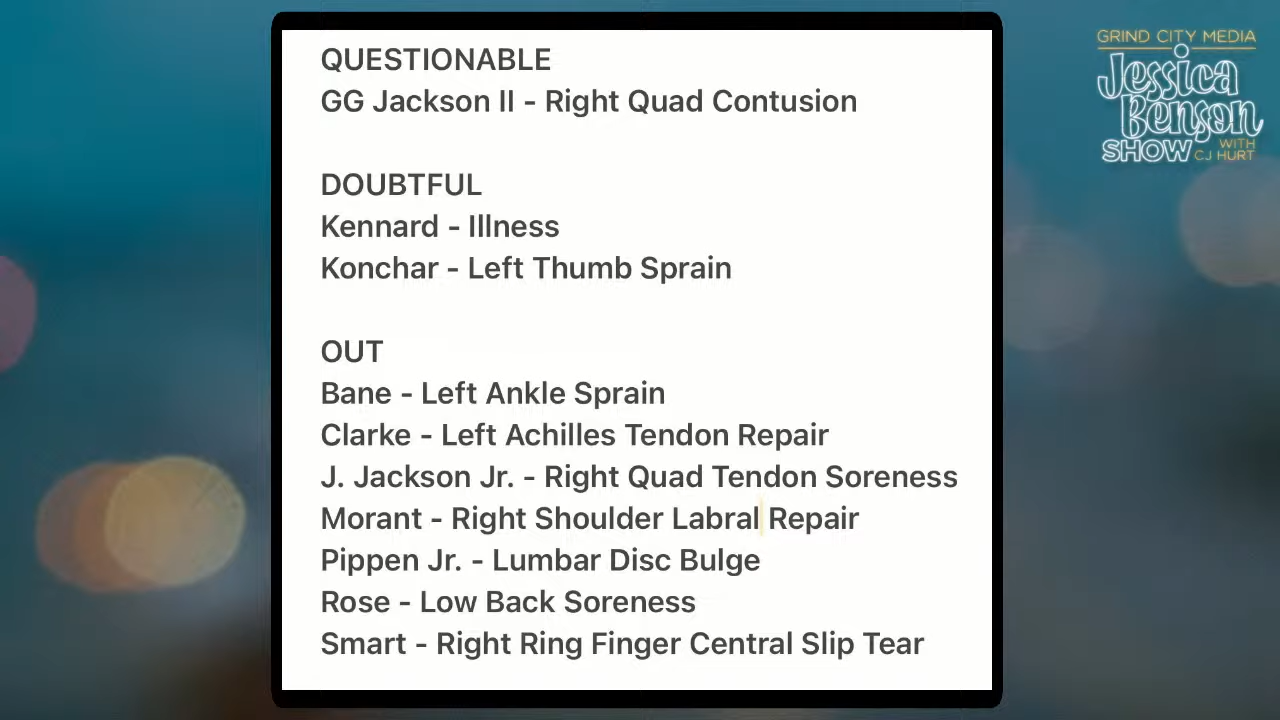 GRIND CITY MEDIA
Jessica
Benson
SHOW
WITH
CJ HURT
QUESTIONABLE
GG Jackson II - Right Quad Contusion
DOUBTFUL
Kennard - Illness
Konchar - Left Thumb Sprain
OUT
Bane - Left Ankle Sprain
Clarke - Left Achilles Tendon Repair
J. Jackson Jr. - Right Quad Tendon Soreness
Morant - Right Shoulder Labral Repair
Pippen Jr. - Lumbar Disc Bulge
Rose - Low Back Soreness
Smart - Right Ring Finger Central Slip Tear